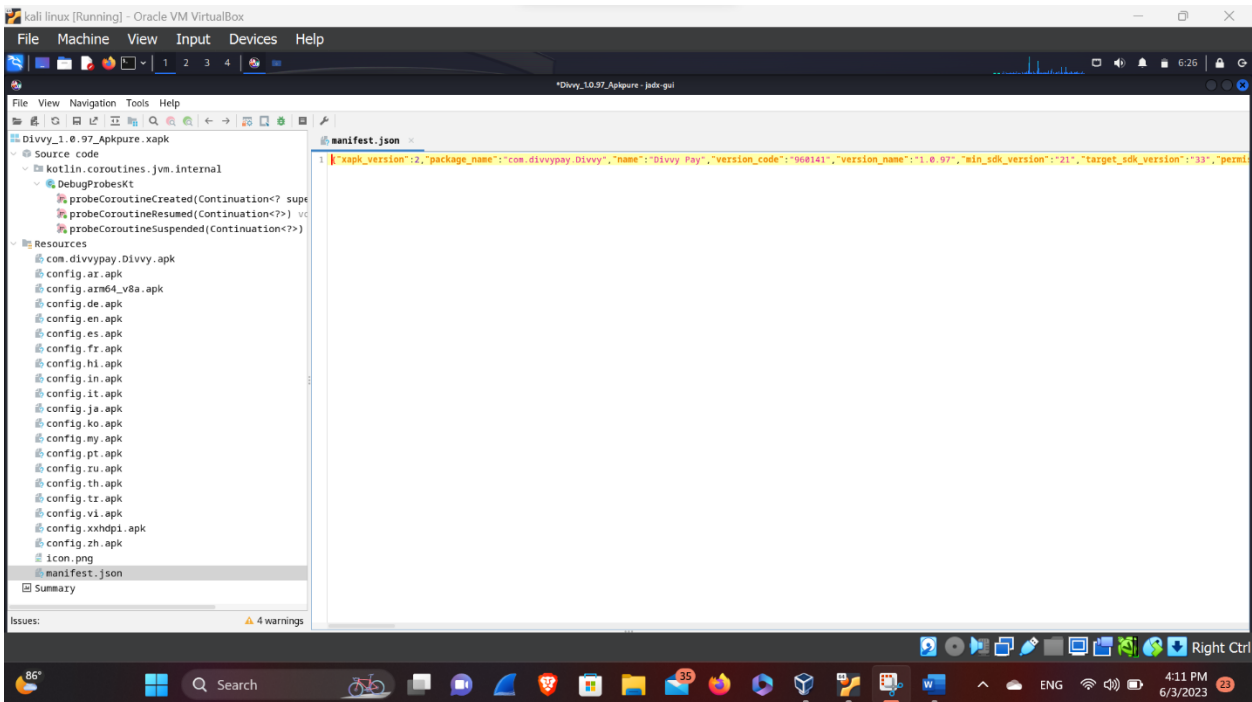 kali linux [Running] - Oracle VM VirtualBox
File Machine View Input Devices Help
1 2 3 4
6:26
*Divvy_1.0.97_Apkpure - jadx-gui
File View Navigation Tools Help
Divvy_1.0.97_Apkpure.xapk
Source code
kotlin.coroutines.jvm.internal
DebugProbesKt
probeCoroutineCreated(Continuation<? supe
probeCoroutineResumed(Continuation<?>) vo
probeCoroutineSuspended(Continuation<?>)
Resources
com.divvypay.Divvy.apk
config.ar.apk
config.arm64_v8a.apk
config.de.apk
config.en.apk
config.es.apk
config.fr.apk
config.hi.apk
config.in.apk
config.it.apk
config.ja.apk
config.ko.apk
config.my.apk
config.pt.apk
config.ru.apk
config.th.apk
config.tr.apk
config.vi.apk
config.xxhdpi.apk
config.zh.apk
icon.png
manifest.json
Summary
Issues: 4 warnings
manifest.json
1 {"xapk_version":2,"package_name":"com.divvypay.Divvy","name":"Divvy Pay","version_code":"960141","version_name":"1.0.97","min_sdk_version":"21","target_sdk_version":"33","permis
Right Ctrl
86°
Search
35
ENG
4:11 PM
6/3/2023
23